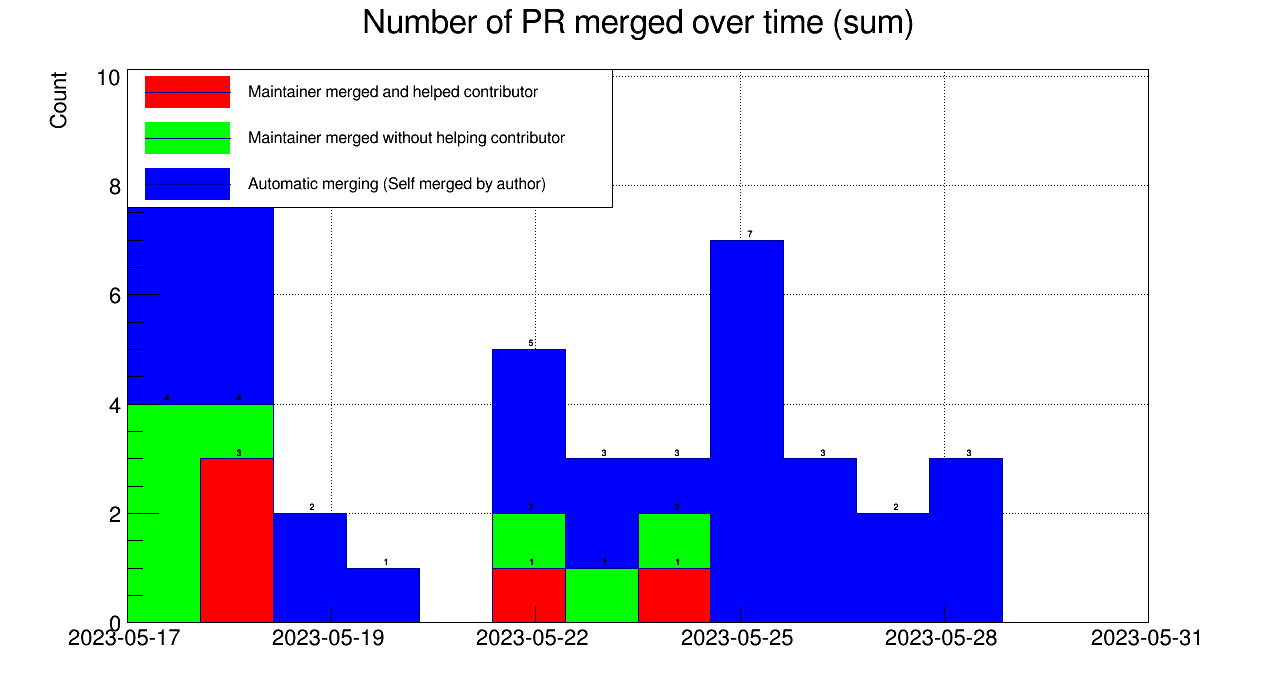 Number of PR merged over time (sum)
Count
10
8
6
4
2
0
Maintainer merged and helped contributor
Maintainer merged without helping contributor
Automatic merging (Self merged by author)
7
5
4 4
3 3 3 3 3
2 2 2 2
1 1 1 1
2023-05-17 2023-05-19 2023-05-22 2023-05-25 2023-05-28 2023-05-31